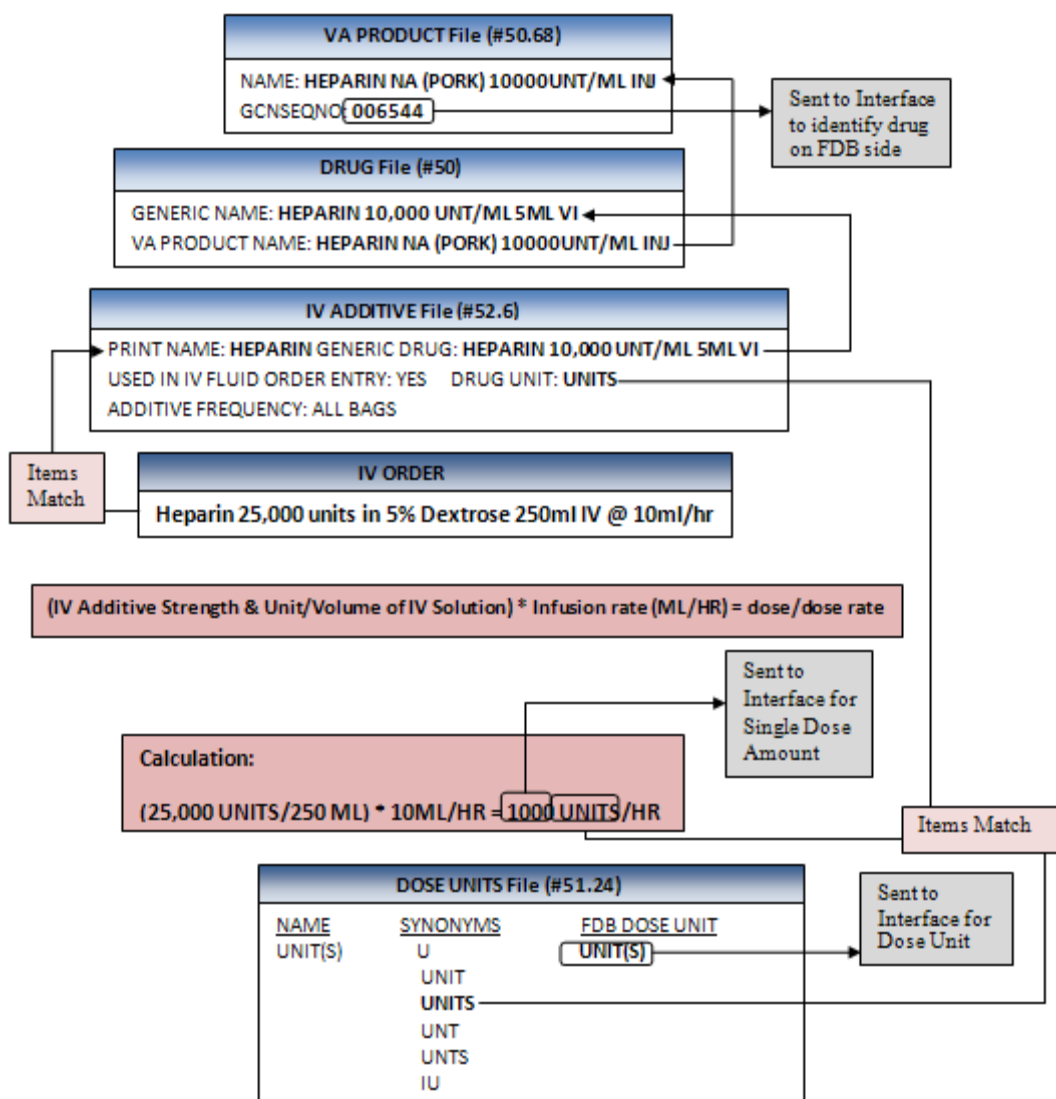 VA PRODUCT File (#50.68)
NAME: HEPARIN NA (PORK) 10000UNT/ML INJ
GCNSEQNO: 006544
Sent to Interface
to identify drug
on FDB side
DRUG File (#50)
GENERIC NAME: HEPARIN 10,000 UNT/ML 5ML VI
VA PRODUCT NAME: HEPARIN NA (PORK) 10000UNT/ML INJ
IV ADDITIVE File (#52.6)
PRINT NAME: HEPARIN GENERIC DRUG: HEPARIN 10,000 UNT/ML 5ML VI
USED IN IV FLUID ORDER ENTRY: YES DRUG UNIT: UNITS
ADDITIVE FREQUENCY: ALL BAGS
Items
Match
IV ORDER
Heparin 25,000 units in 5% Dextrose 250ml IV @ 10ml/hr
(IV Additive Strength & Unit/Volume of IV Solution) * Infusion rate (ML/HR) = dose/dose rate
Sent to
Interface for
Single Dose
Amount
Calculation:
(25,000 UNITS/250 ML) * 10ML/HR = 1000 UNITS/HR
Items Match
DOSE UNITS File (#51.24)
NAME SYNONYMS FDB DOSE UNIT
UNIT(S) U UNIT(S)
UNIT
UNITS
UNT
UNTS
IU
Sent to
Interface for
Dose Unit